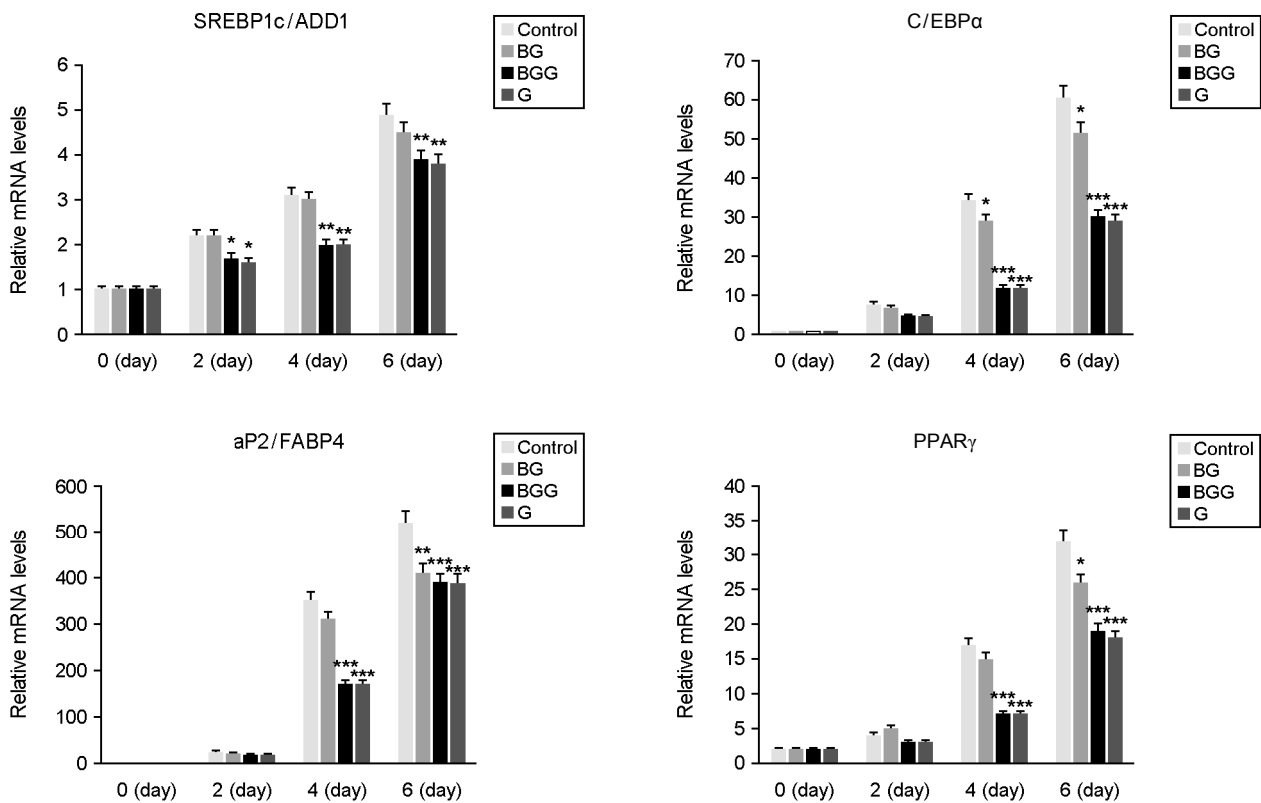 SREBP1c/ADD1
Control
BG
BGG
G
Relative mRNA levels
6
5
4
3
2
1
0
* *
** **
** **
0 (day) 2 (day) 4 (day) 6 (day)
C/EBPα
Control
BG
BGG
G
Relative mRNA levels
70
60
50
40
30
20
10
0
* *** ***
* *** ***
0 (day) 2 (day) 4 (day) 6 (day)
aP2/FABP4
Control
BG
BGG
G
Relative mRNA levels
600
500
400
300
200
100
0
*** ***
** *** ***
0 (day) 2 (day) 4 (day) 6 (day)
PPARγ
Control
BG
BGG
G
Relative mRNA levels
40
35
30
25
20
15
10
5
0
*** ***
* *** ***
0 (day) 2 (day) 4 (day) 6 (day)